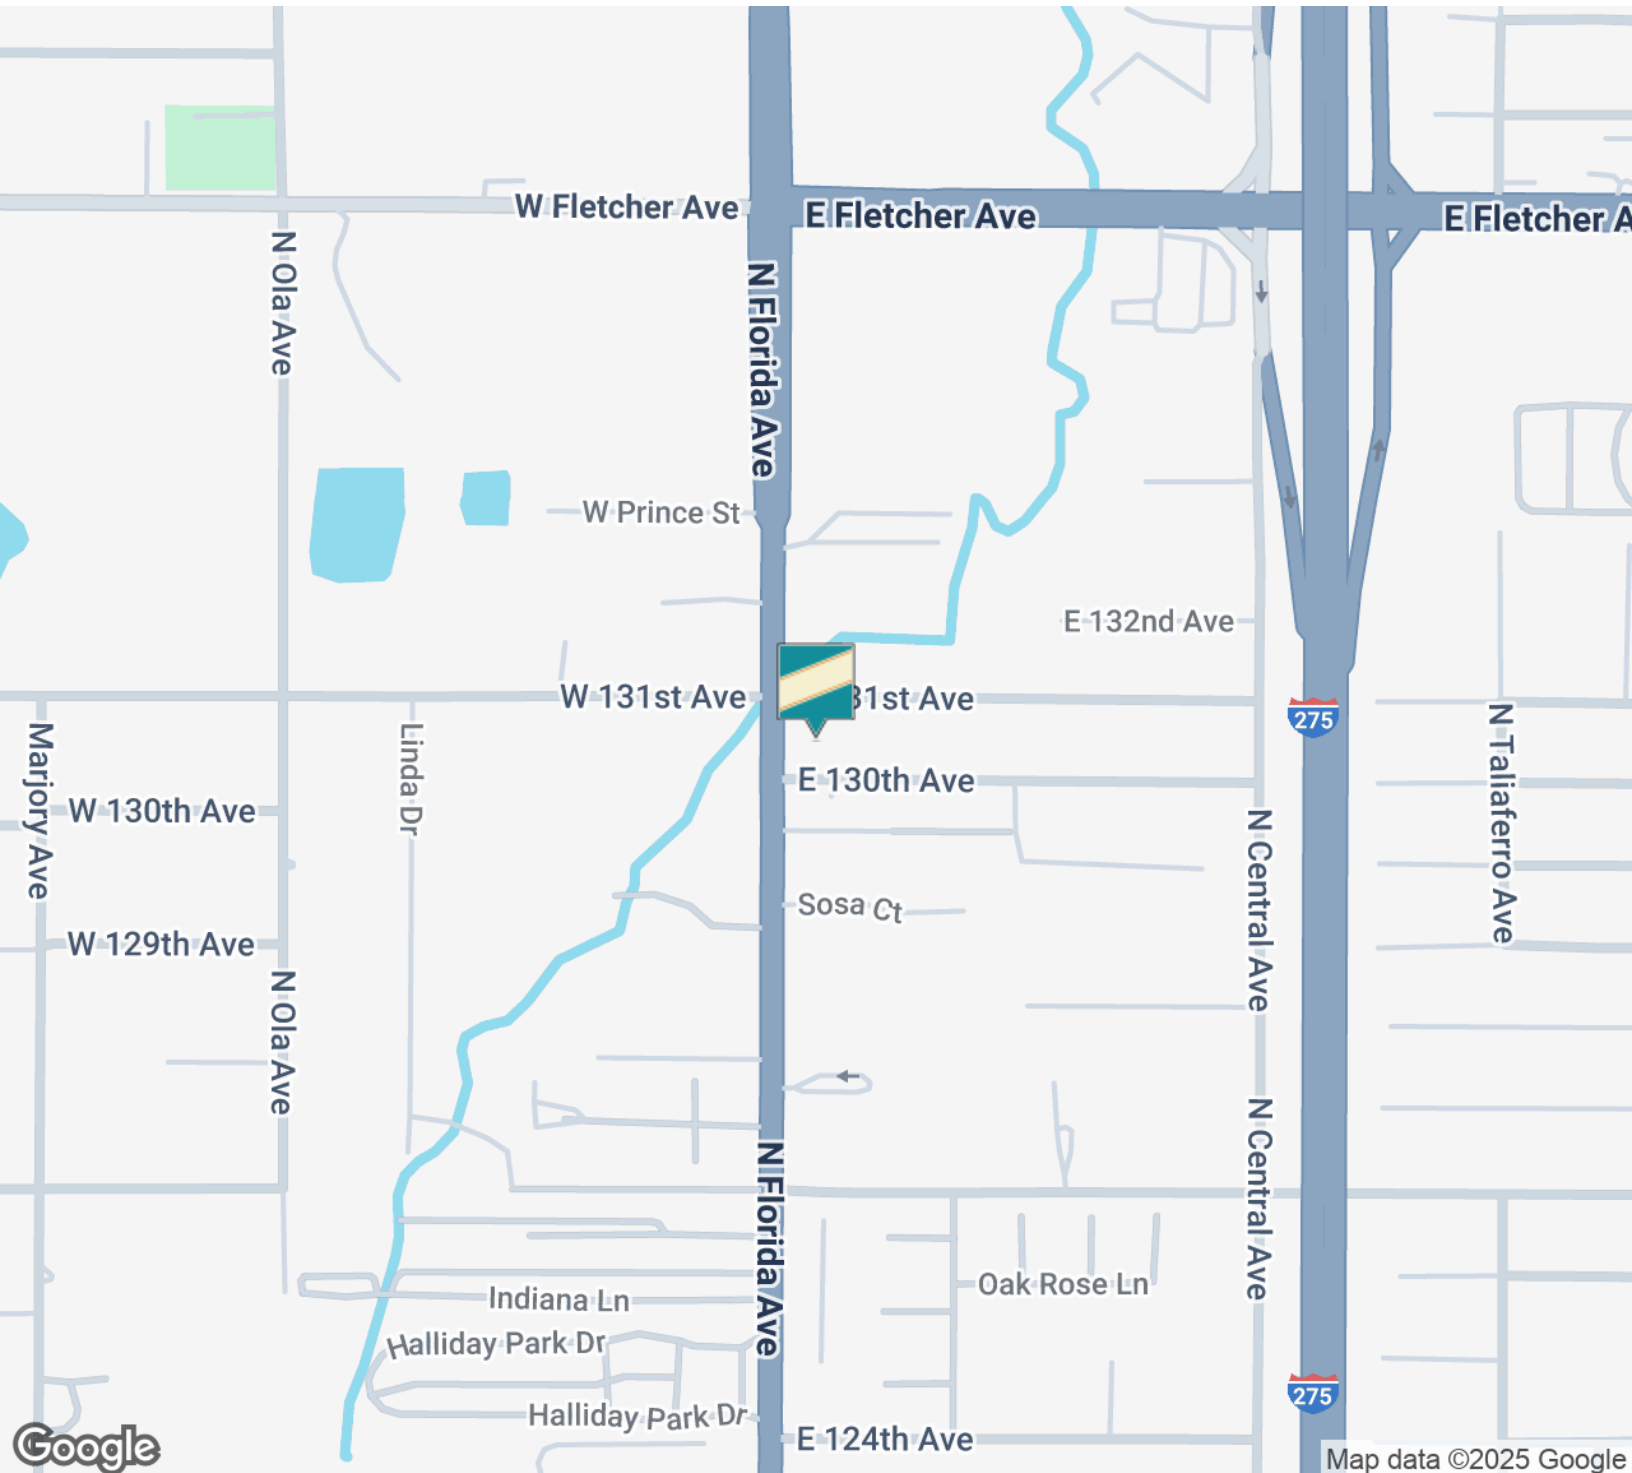 W Fletcher Ave
E Fletcher Ave
E Fletcher A
N Ola Ave
N Florida Ave
W Prince St
E 132nd Ave
W 131st Ave
31st Ave
275
Marjory Ave
Linda Dr
N Taliaferro Ave
E 130th Ave
W 130th Ave
N Central Ave
Sosa Ct
W 129th Ave
N Ola Ave
N Central Ave
N Florida Ave
Oak Rose Ln
Indiana Ln
Halliday Park Dr
275
Halliday Park Dr
E 124th Ave
Google
Map data ©2025 Google